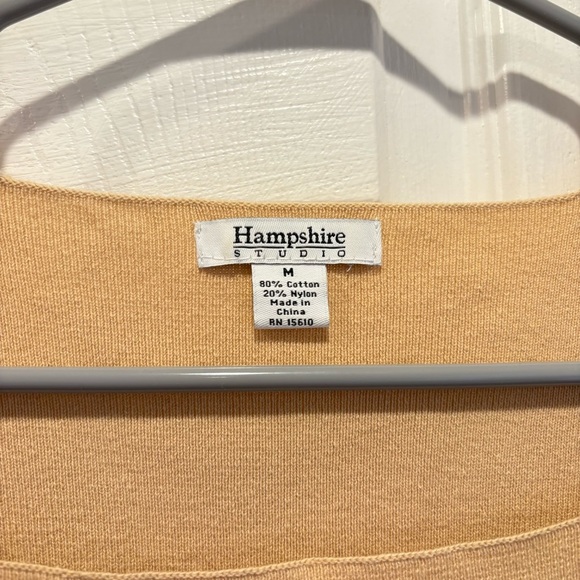 Hampshire
STUDIO
M
80% Cotton
20% Nylon
Made in
China
RN 15610